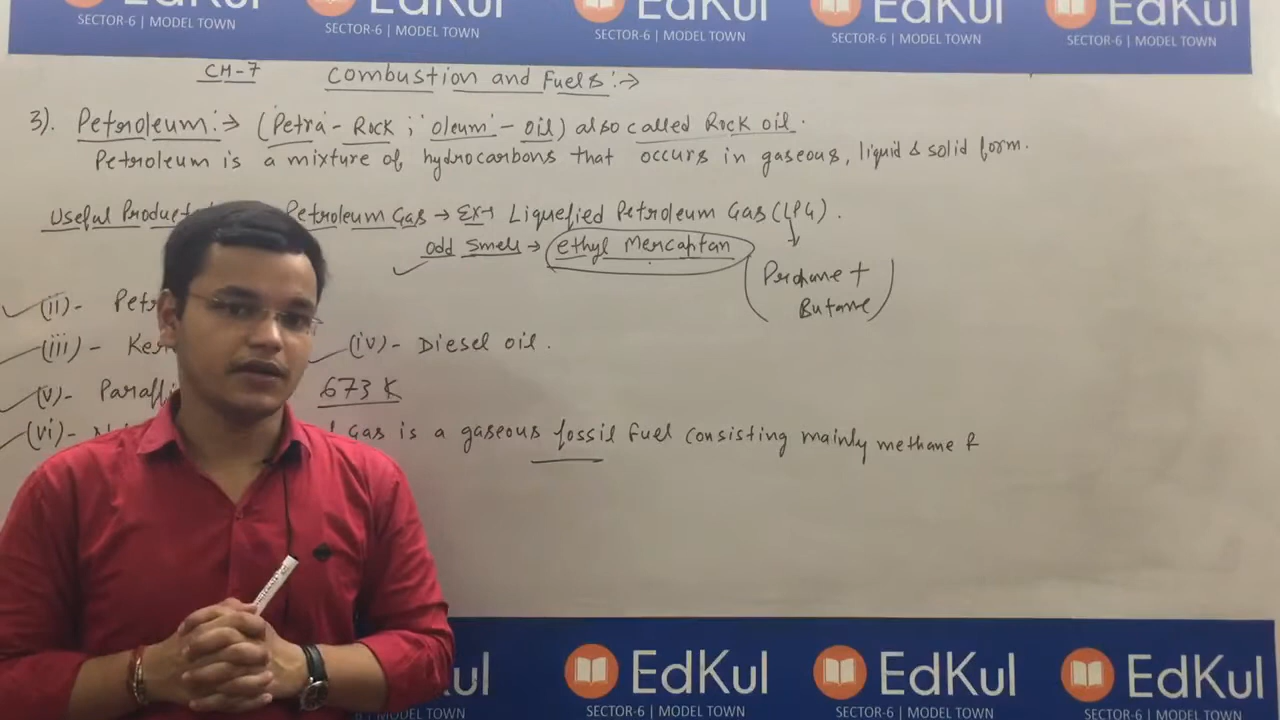 EdKul EdKul EdKul EdKul EdKul
SECTOR-6 | MODEL TOWN SECTOR-6 | MODEL TOWN SECTOR-6 | MODEL TOWN SECTOR-6 | MODEL TOWN SECTOR-6 | MODEL TOWN
CH-7 Combustion and Fuels:→
3). Petroleum:→ (Petra - Rock ; 'oleum' - oil) also called Rock oil.
Petroleum is a mixture of hydrocarbons that occurs in gaseous, liquid & solid form.
Useful Product Petroleum Gas → Ex→ Liquefied Petroleum Gas (LPG).
odd smell → ethyl Mercaptan
(Propane +
Butane)
(ii)- Petr
(iii)- Ker (iv)- Diesel oil.
(v)- Paraffi 673 K
(vi)- Gas is a gaseous fossil fuel consisting mainly methane &
EdKul EdKul EdKul
MODEL TOWN SECTOR-6 | MODEL TOWN SECTOR-6 | MODEL TOWN SECTOR-6 | MODEL TOWN